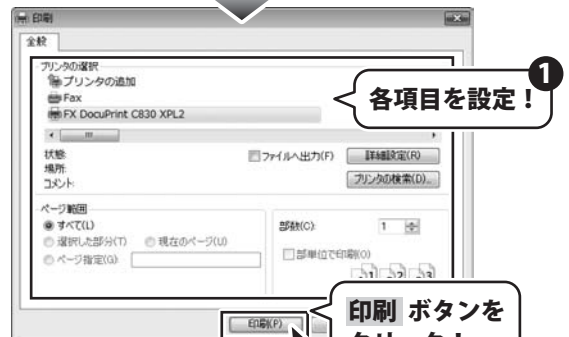 印刷
全般
プリンタの選択
プリンタの追加
Fax
FX DocuPrint C830 XPL2
1
各項目を設定！
状態:
場所:
コメント:
ファイルへ出力(F)
詳細設定(R)
プリンタの検索(D)...
ページ範囲
すべて(L)
選択した部分(T)
現在のページ(U)
ページ指定(G)
部数(C):
1
部単位で印刷(O)
1 2 3
印刷(P)
印刷 ボタンを